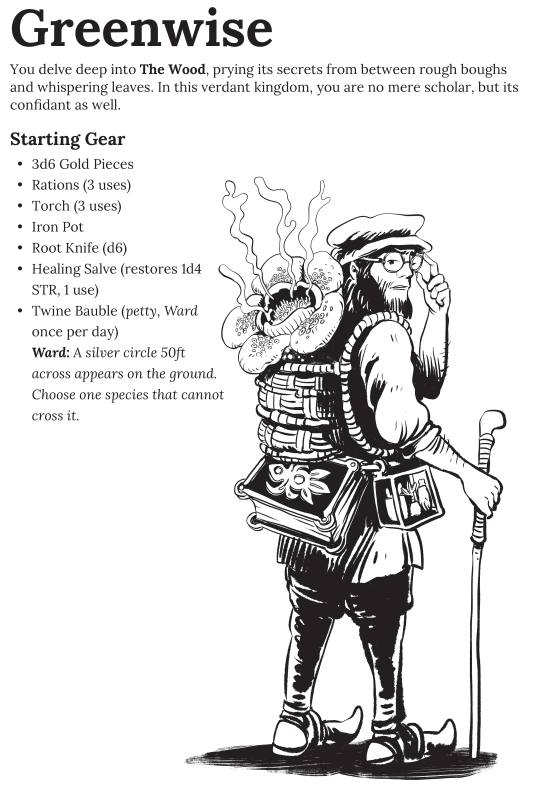 Greenwise
You delve deep into The Wood, prying its secrets from between rough boughs
and whispering leaves. In this verdant kingdom, you are no mere scholar, but its
confidant as well.
Starting Gear
• 3d6 Gold Pieces
• Rations (3 uses)
• Torch (3 uses)
• Iron Pot
• Root Knife (d6)
• Healing Salve (restores 1d4
STR, 1 use)
• Twine Bauble (petty, Ward
once per day)
Ward: A silver circle 50ft
across appears on the ground.
Choose one species that cannot
cross it.